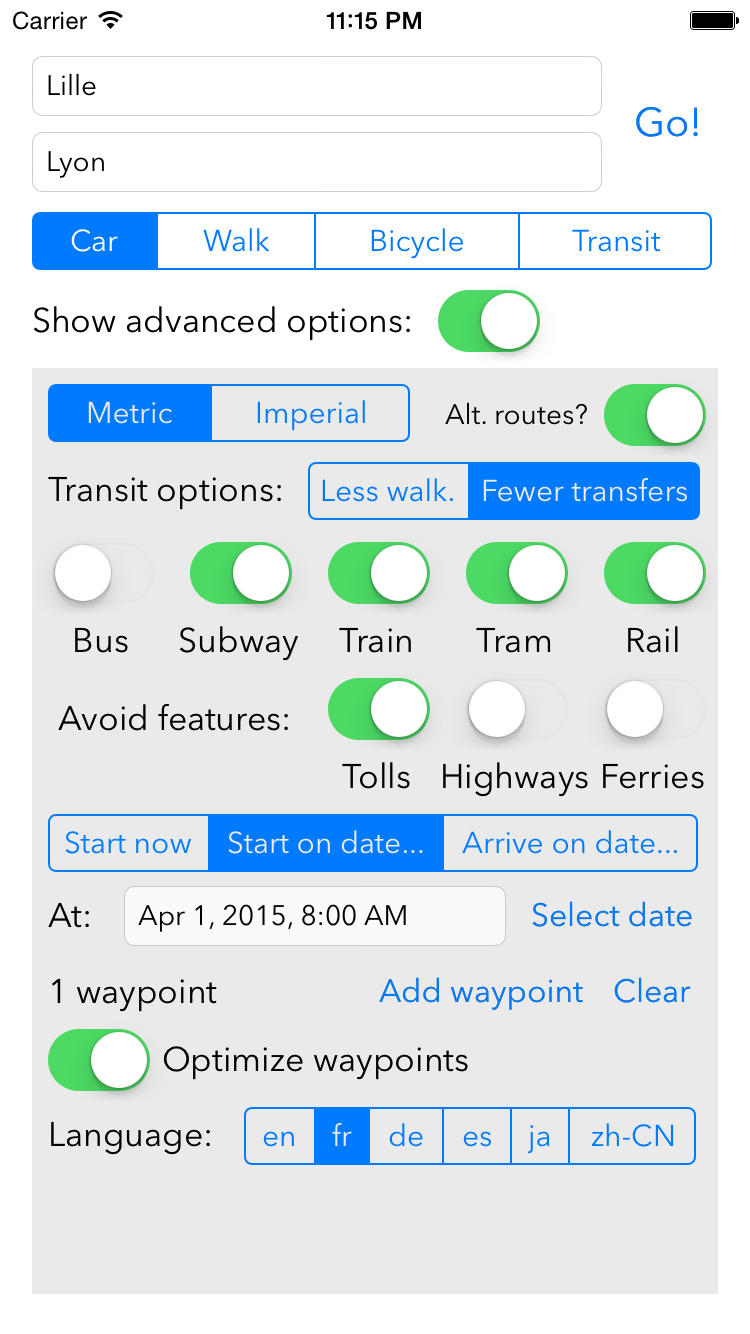 Carrier 11:15 PM
Lille
Go!
Lyon
Car Walk Bicycle Transit
Show advanced options:
Metric Imperial Alt. routes?
Transit options: Less walk. Fewer transfers
Bus Subway Train Tram Rail
Avoid features:
Tolls Highways Ferries
Start now Start on date... Arrive on date...
At: Apr 1, 2015, 8:00 AM Select date
1 waypoint Add waypoint Clear
Optimize waypoints
Language: en fr de es ja zh-CN